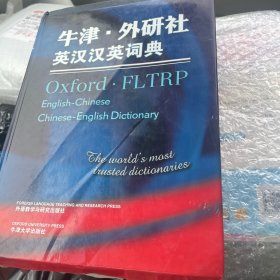 牛津·外研社
英汉汉英词典
Oxford·FLTRP
English-Chinese
Chinese-English Dictionary
The world's most
trusted dictionaries
FOREIGN LANGUAGE TEACHING AND RESEARCH PRESS
外语教学与研究出版社
OXFORD UNIVERSITY PRESS
牛津大学出版社